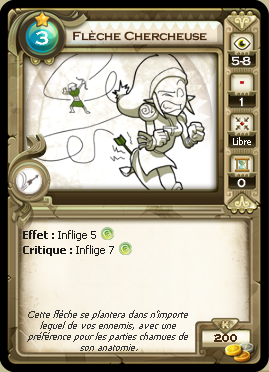 3
Flèche Chercheuse
5-8
1
Libre
0
Effet : Inflige 5
Critique : Inflige 7
Cette flèche se plantera dans n'importe
lequel de vos ennemis, avec une
préférence pour les parties charnues de
son anatomie.
K
200